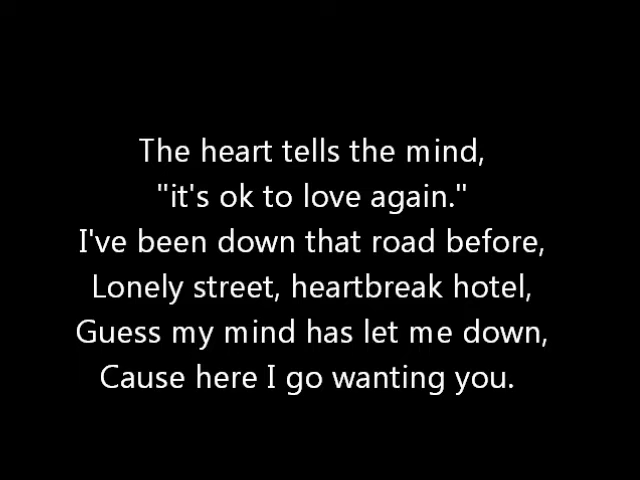 The heart tells the mind,
"it's ok to love again."
I've been down that road before,
Lonely street, heartbreak hotel,
Guess my mind has let me down,
Cause here I go wanting you.